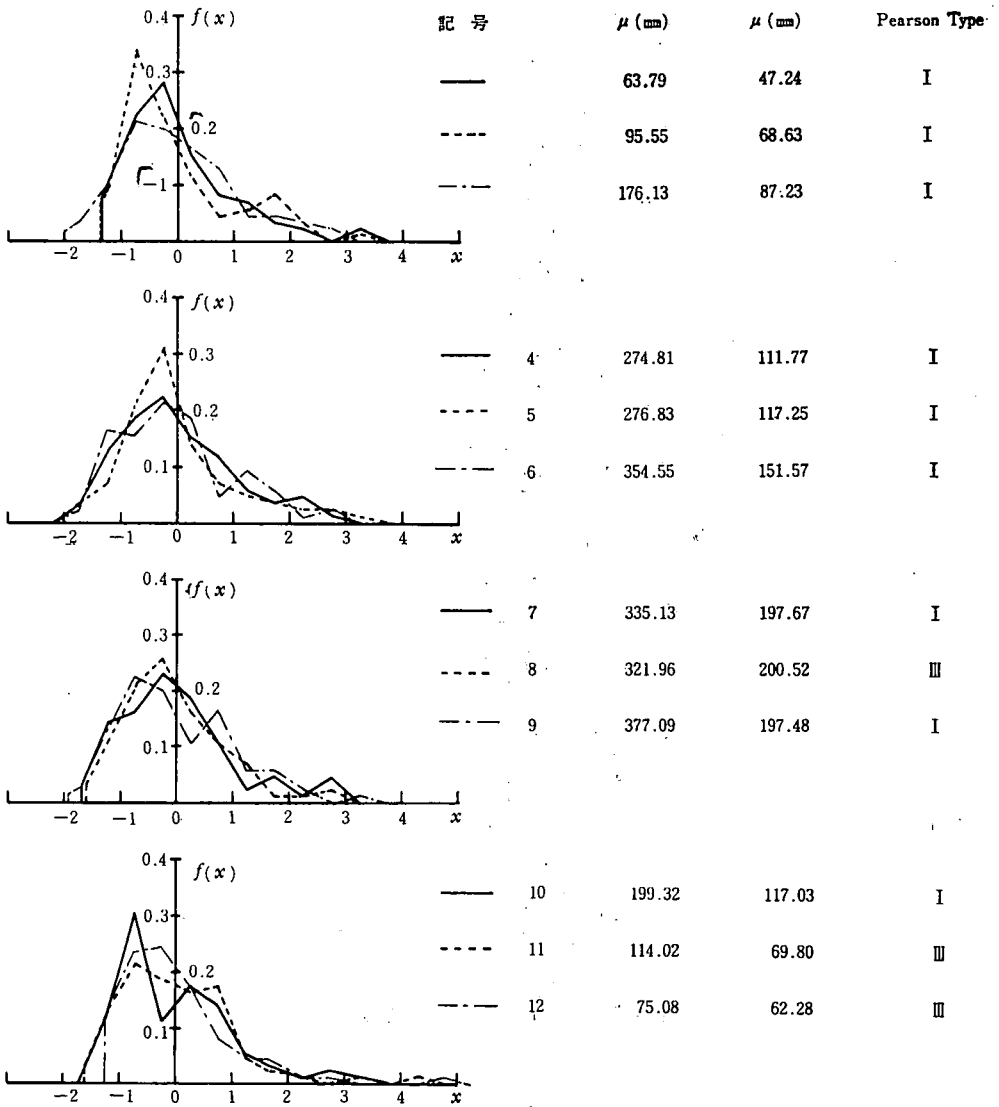 記号 μ(㎜) μ(㎜) Pearson Type
0.4 f(x)
0.3
0.2
-1
-2 -1 0 1 2 3 4 x
63.79 47.24 I
95.55 68.63 I
176.13 87.23 I
0.4 f(x)
0.3
0.2
0.1
-2 -1 0 1 2 3 4 x
4 274.81 111.77 I
5 276.83 117.25 I
6 354.55 151.57 I
0.4 f(x)
0.3
0.2
0.1
-2 -1 0 1 2 3 4 x
7 335.13 197.67 I
8 321.96 200.52 Ⅲ
9 377.09 197.48 I
0.4 f(x)
0.3
0.2
0.1
-2 -1 0 1 2 3 4 x
10 199.32 117.03 I
11 114.02 69.80 Ⅲ
12 75.08 62.28 Ⅲ